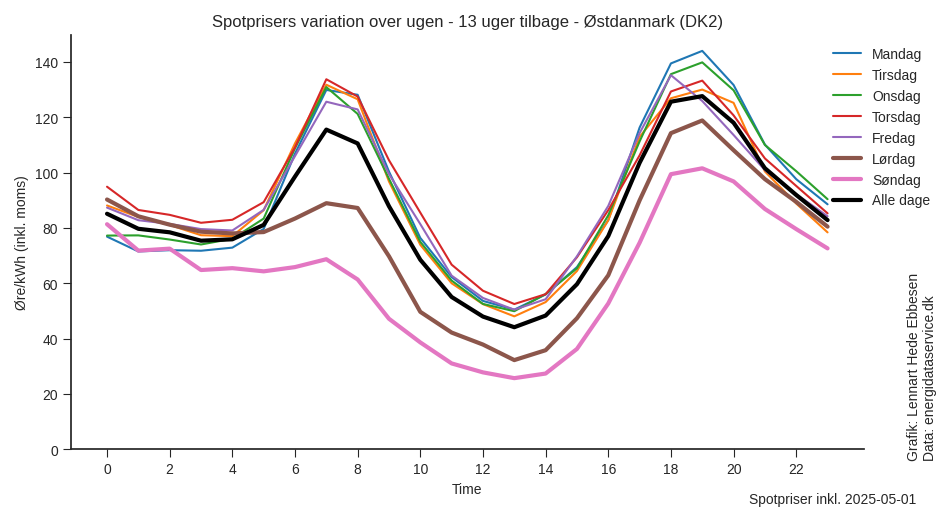 Spotprisers variation over ugen - 13 uger tilbage - Østdanmark (DK2)
Øre/kWh (inkl. moms)
140
120
100
80
60
40
20
0
0 2 4 6 8 10 12 14 16 18 20 22
Time
Mandag
Tirsdag
Onsdag
Torsdag
Fredag
Lørdag
Søndag
Alle dage
Grafik: Lennart Hede Ebbesen
Data: energidataservice.dk
Spotpriser inkl. 2025-05-01